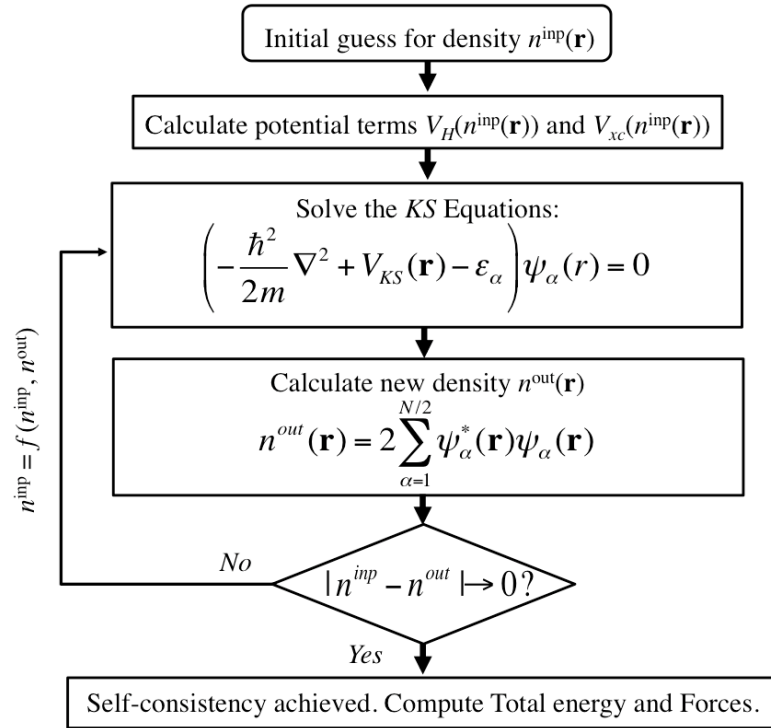 Initial guess for density n^inp(𝐫)
Calculate potential terms V_H(n^inp(𝐫)) and V_xc(n^inp(𝐫))
Solve the KS Equations:
(−ħ²/2m ∇² + V_KS(𝐫) − ε_α) ψ_α(r) = 0
Calculate new density n^out(𝐫)
n^out(𝐫) = 2 ∑_{α=1}^{N/2} ψ_α^*(𝐫)ψ_α(𝐫)
n^inp = f (n^inp, n^out)
No
| n^inp − n^out |↦ 0?
Yes
Self-consistency achieved. Compute Total energy and Forces.